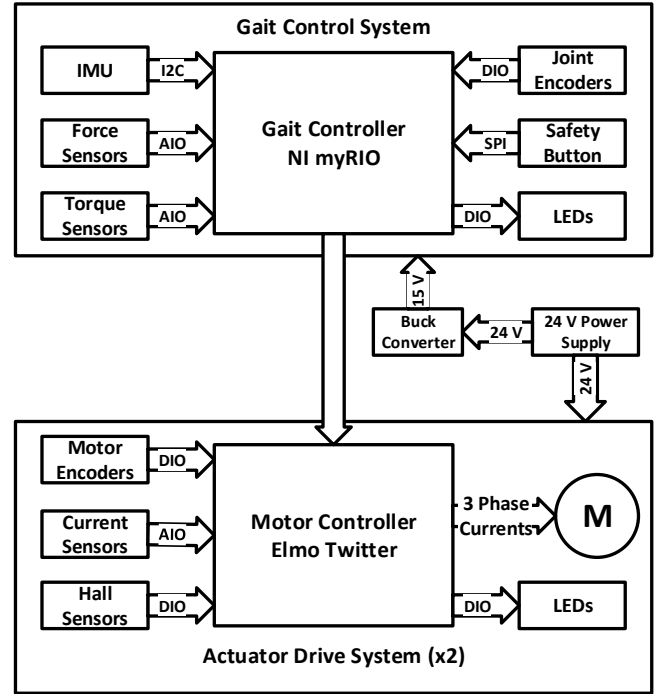 Gait Control System
IMU
I2C
Force
Sensors
AIO
Torque
Sensors
AIO
Gait Controller
NI myRIO
DIO
Joint
Encoders
SPI
Safety
Button
DIO
LEDs
15 V
Buck
Converter
24 V
24 V Power
Supply
24 V
Motor
Encoders
DIO
Current
Sensors
AIO
Hall
Sensors
DIO
Motor Controller
Elmo Twitter
3 Phase
Currents
M
DIO
LEDs
Actuator Drive System (x2)